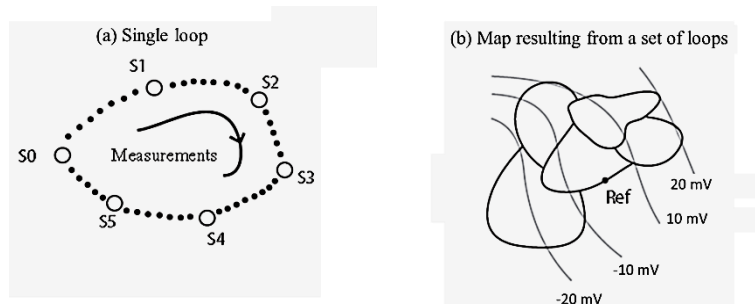 (a) Single loop
S1
S2
S0
Measurements
S3
S5
S4
(b) Map resulting from a set of loops
20 mV
Ref
10 mV
-10 mV
-20 mV